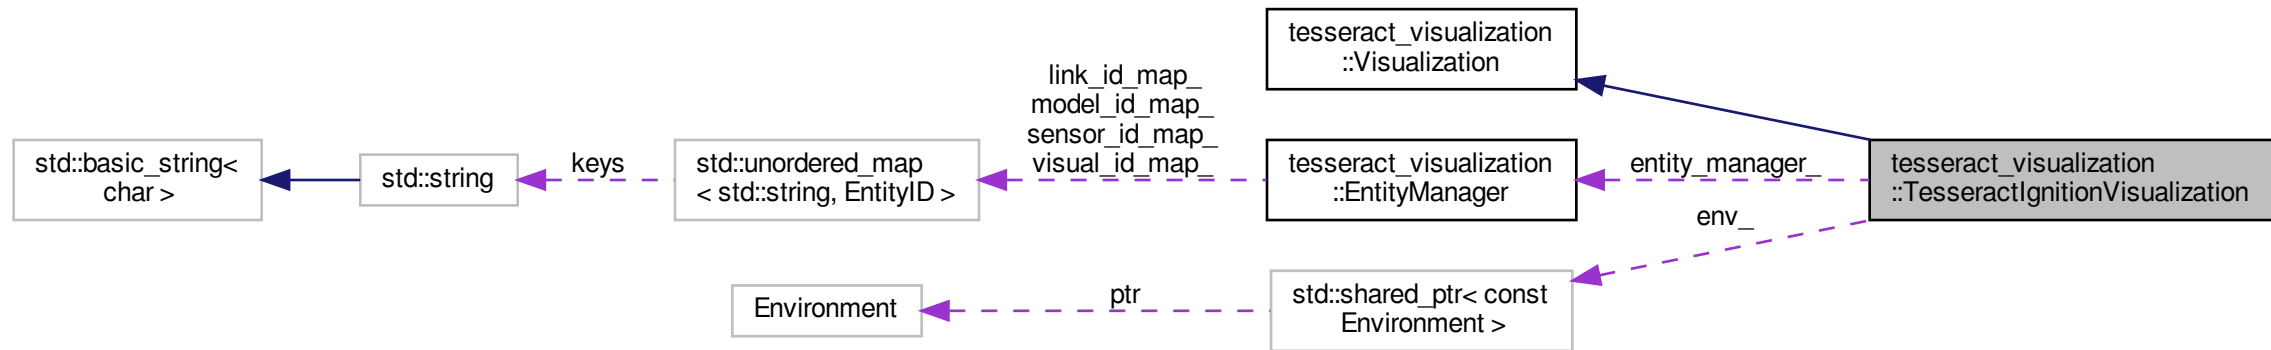 tesseract_visualization
::Visualization
link_id_map_
model_id_map_
sensor_id_map_
visual_id_map_
std::basic_string<
char >
std::string
keys
std::unordered_map
< std::string, EntityID >
tesseract_visualization
::EntityManager
entity_manager_
tesseract_visualization
::TesseractIgnitionVisualization
env_
Environment
ptr
std::shared_ptr< const
Environment >